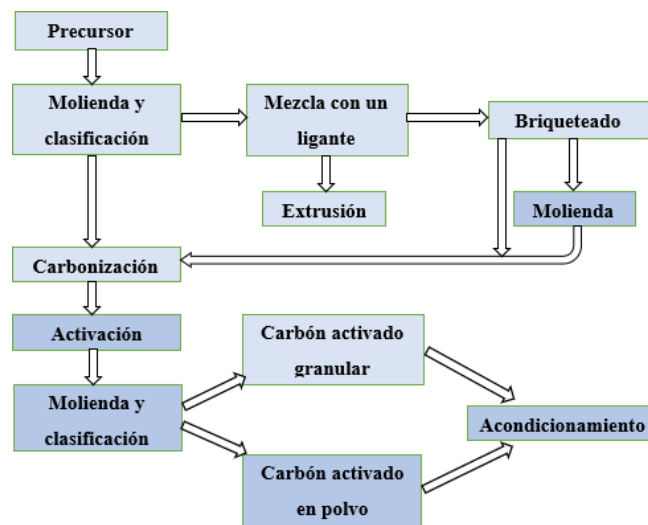 Precursor
Molienda y
clasificación
Mezcla con un
ligante
Briqueteado
Extrusión
Molienda
Carbonización
Activación
Carbón activado
granular
Molienda y
clasificación
Acondicionamiento
Carbón activado
en polvo